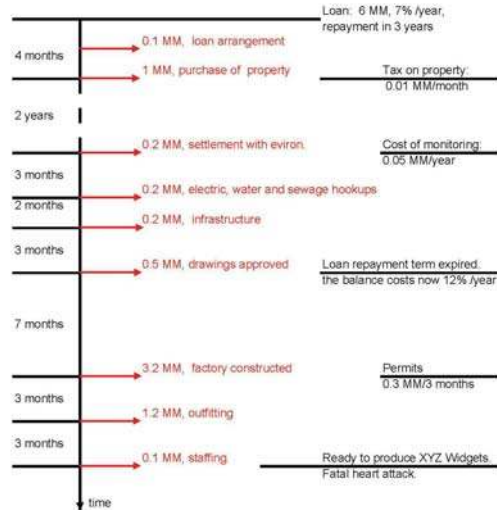 Loan: 6 MM, 7% /year,
repayment in 3 years
0.1 MM, loan arrangement
4 months
1 MM, purchase of property
Tax on property:
0.01 MM/month
2 years
0.2 MM, settlement with eviron.
Cost of monitoring:
0.05 MM/year
3 months
0.2 MM, electric, water and sewage hookups
2 months
0.2 MM, infrastructure
3 months
0.5 MM, drawings approved
Loan repayment term expired.
the balance costs now 12% /year
7 months
3.2 MM, factory constructed
Permits
0.3 MM/3 months
3 months
1.2 MM, outfitting
3 months
0.1 MM, staffing
Ready to produce XYZ Widgets.
Fatal heart attack.
time